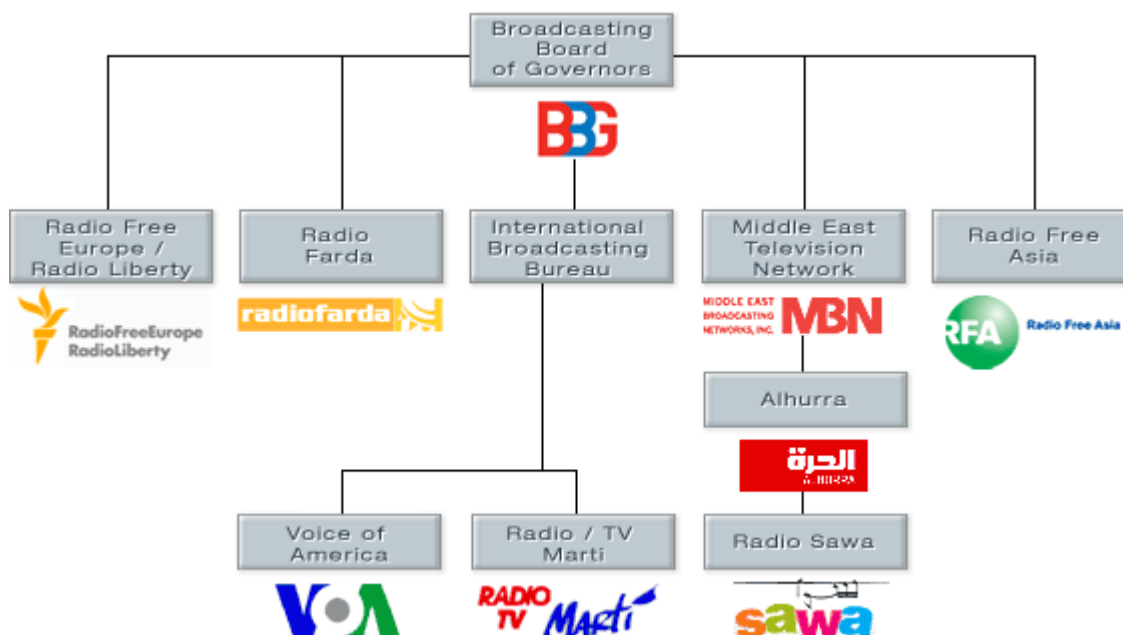 Broadcasting
Board
of Governors
BBG
Radio Free
Europe /
Radio Liberty
Radio
Farda
International
Broadcasting
Bureau
Middle East
Television
Network
Radio Free
Asia
RadioFreeEurope
RadioLiberty
radiofarda
MIDDLE EAST
BROADCASTING
NETWORKS, INC.
MBN
RFA
Radio Free Asia
Alhurra
الحرة
ALHURRA
Voice of
America
Radio / TV
Marti
Radio Sawa
VOA
RADIO
TV
Martí
sawa